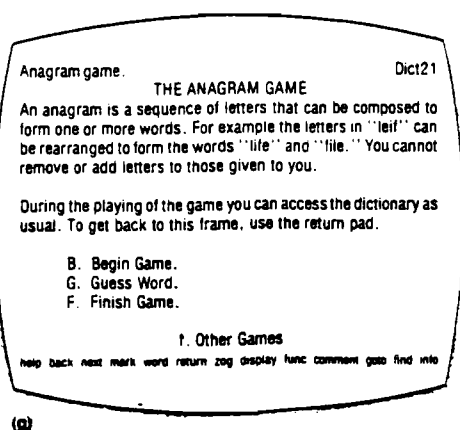 Anagram game. Dict21
THE ANAGRAM GAME
An anagram is a sequence of letters that can be composed to
form one or more words. For example the letters in ``leif'' can
be rearranged to form the words ``life'' and ``file.'' You cannot
remove or add letters to those given to you.
During the playing of the game you can access the dictionary as
usual. To get back to this frame, use the return pad.
B. Begin Game.
G. Guess Word.
F. Finish Game.
1. Other Games
help back next mark word return zog display func comment goto find info
(a)